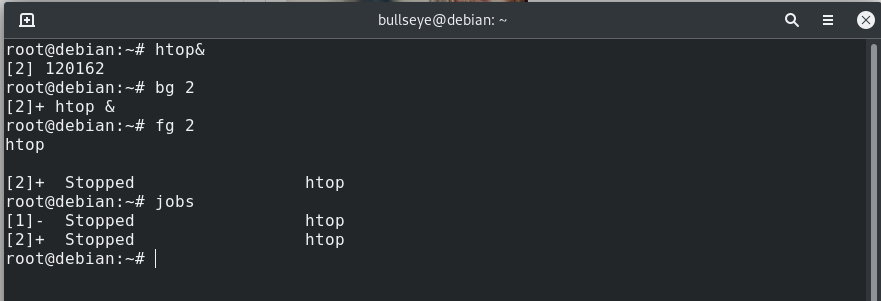 bullseye@debian: ~
root@debian:~# htop&
[2] 120162
root@debian:~# bg 2
[2]+ htop &
root@debian:~# fg 2
htop

[2]+  Stopped                 htop
root@debian:~# jobs
[1]-  Stopped                 htop
[2]+  Stopped                 htop
root@debian:~#